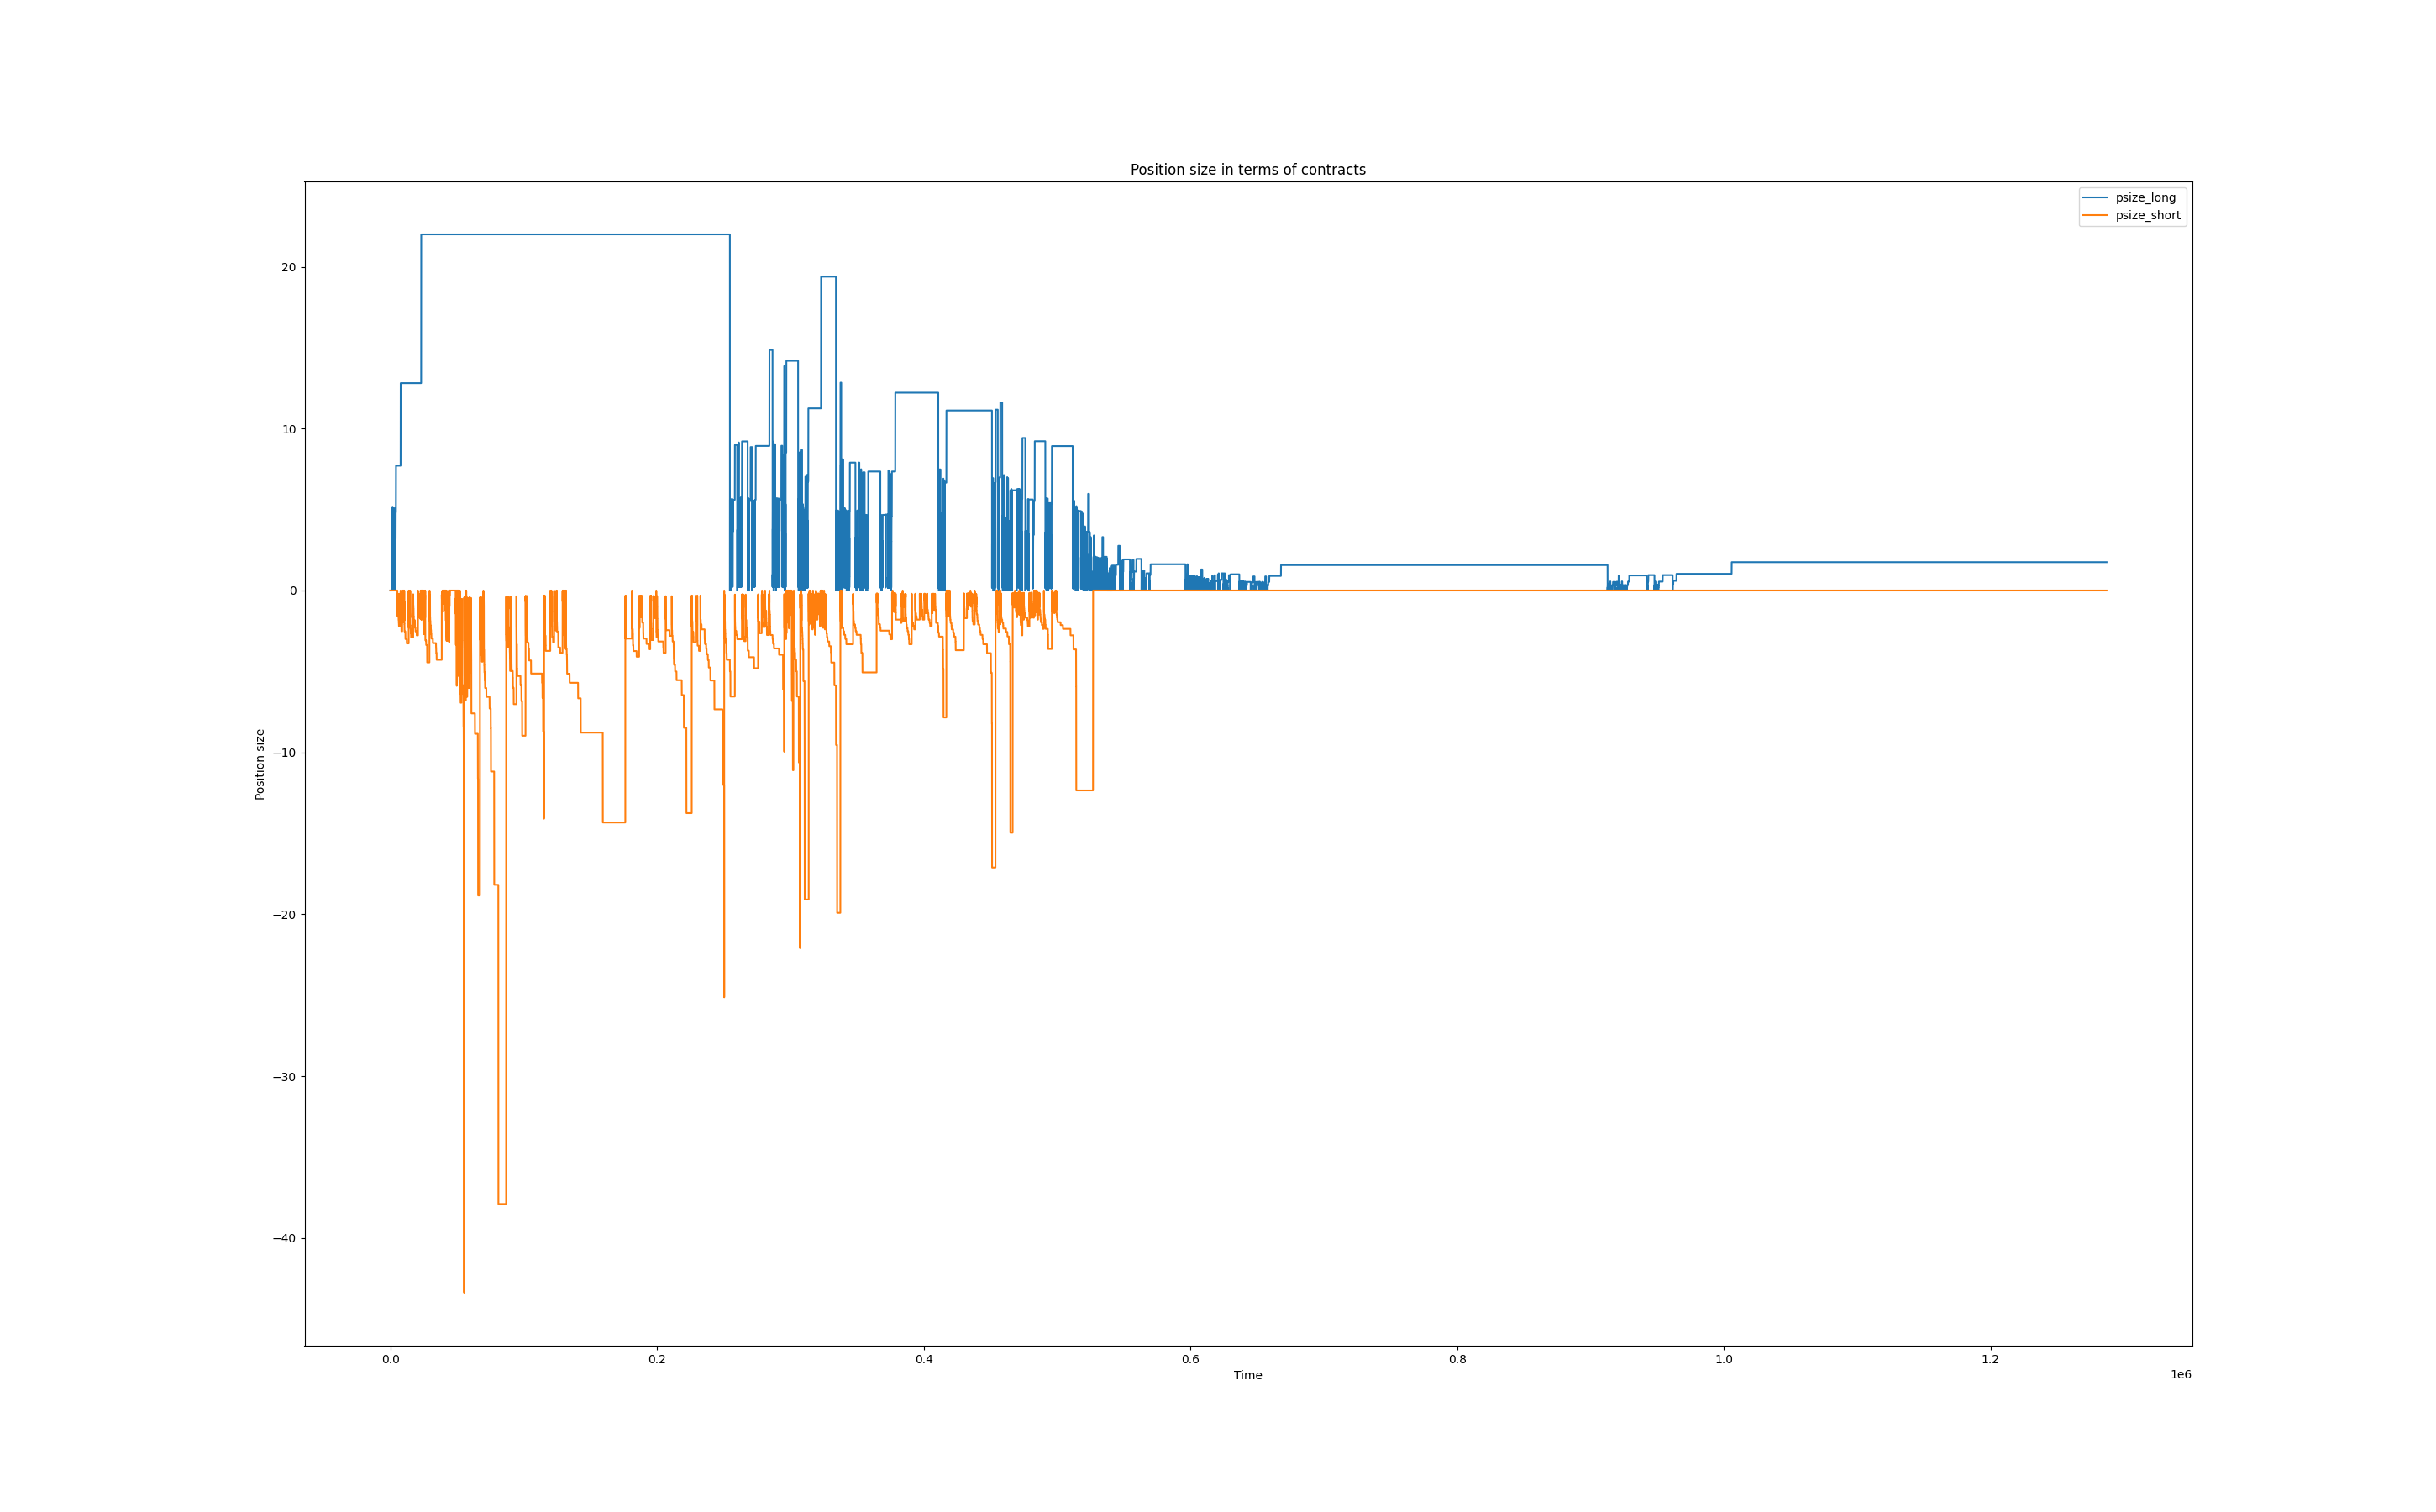 Position size in terms of contracts
psize_long
psize_short
20
10
0
−10
−20
−30
−40
Position size
0.0 0.2 0.4 0.6 0.8 1.0 1.2
1e6
Time